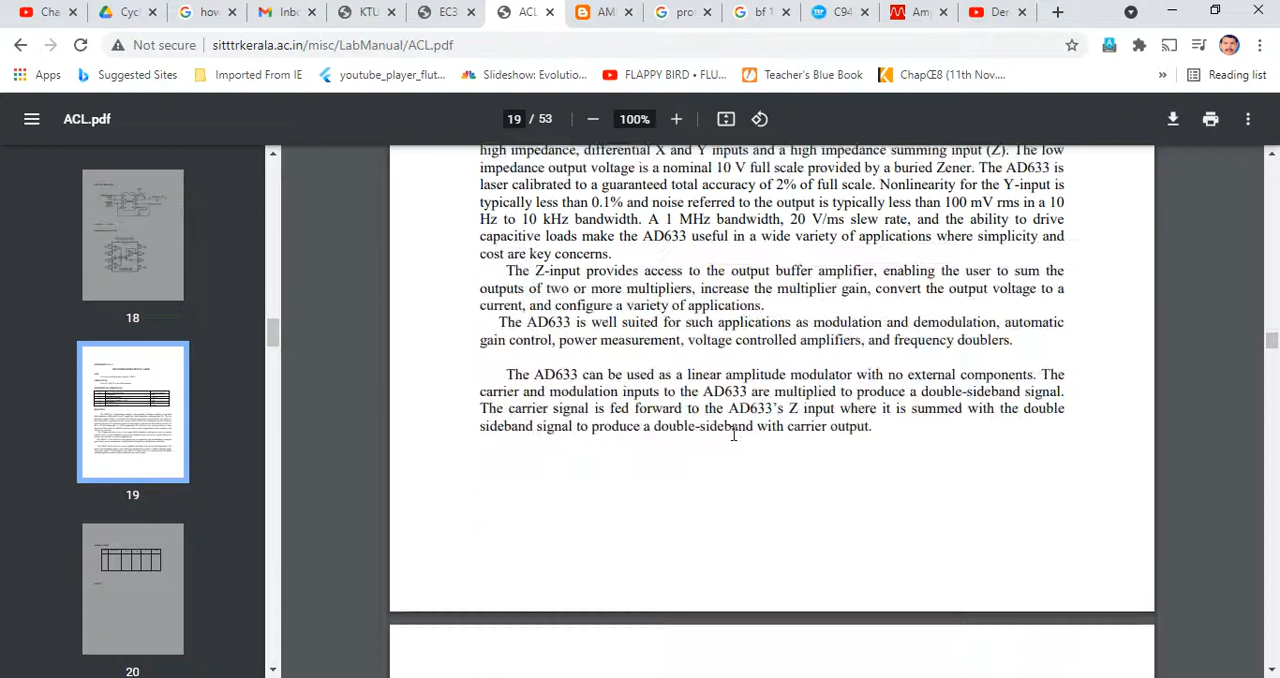 Cha
Cycl
how
Inbo
KTU
EC3
ACL
AM
pro
bf 1
C94
Am
Der
Not secure sitttrkerala.ac.in/misc/LabManual/ACL.pdf
Apps Suggested Sites Imported From IE youtube_player_flut... Slideshow: Evolutio... FLAPPY BIRD • FLU... Teacher's Blue Book ChapŒ8 (11th Nov.... » Reading list
ACL.pdf 19 / 53 100%
18
19
20
high impedance, differential X and Y inputs and a high impedance summing input (Z). The low
impedance output voltage is a nominal 10 V full scale provided by a buried Zener. The AD633 is
laser calibrated to a guaranteed total accuracy of 2% of full scale. Nonlinearity for the Y-input is
typically less than 0.1% and noise referred to the output is typically less than 100 mV rms in a 10
Hz to 10 kHz bandwidth. A 1 MHz bandwidth, 20 V/ms slew rate, and the ability to drive
capacitive loads make the AD633 useful in a wide variety of applications where simplicity and
cost are key concerns.
The Z-input provides access to the output buffer amplifier, enabling the user to sum the
outputs of two or more multipliers, increase the multiplier gain, convert the output voltage to a
current, and configure a variety of applications.
The AD633 is well suited for such applications as modulation and demodulation, automatic
gain control, power measurement, voltage controlled amplifiers, and frequency doublers.
The AD633 can be used as a linear amplitude modulator with no external components. The
carrier and modulation inputs to the AD633 are multiplied to produce a double-sideband signal.
The carrier signal is fed forward to the AD633's Z input where it is summed with the double
sideband signal to produce a double-sideband with carrier output.